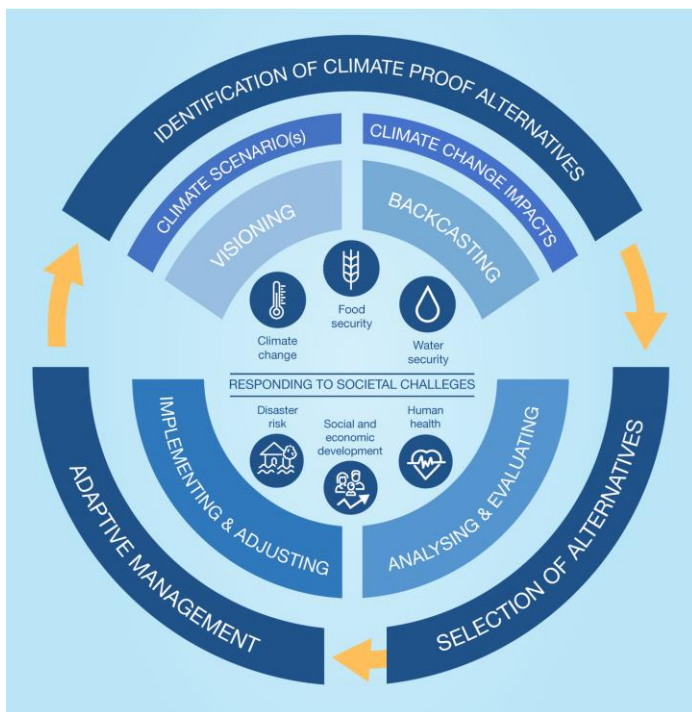 IDENTIFICATION OF CLIMATE PROOF ALTERNATIVES
CLIMATE SCENARIO(s)
CLIMATE CHANGE IMPACTS
VISIONING
BACKCASTING
Climate
change
Food
security
Water
security
RESPONDING TO SOCIETAL CHALLEGES
Disaster
risk
Social and
economic
development
Human
health
IMPLEMENTING & ADJUSTING
ANALYSING & EVALUATING
ADAPTIVE MANAGEMENT
SELECTION OF ALTERNATIVES